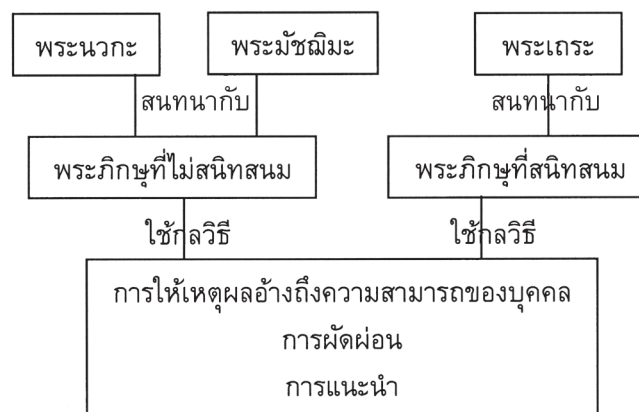 พระนวกะ พระมัชฌิมะ พระเถระ
สนทนากับ สนทนากับ
พระภิกษุที่ไม่สนิทสนม พระภิกษุที่สนิทสนม
ใช้กลวิธี ใช้กลวิธี
การให้เหตุผลอ้างถึงความสามารถของบุคคล
การผัดผ่อน
การแนะนำ